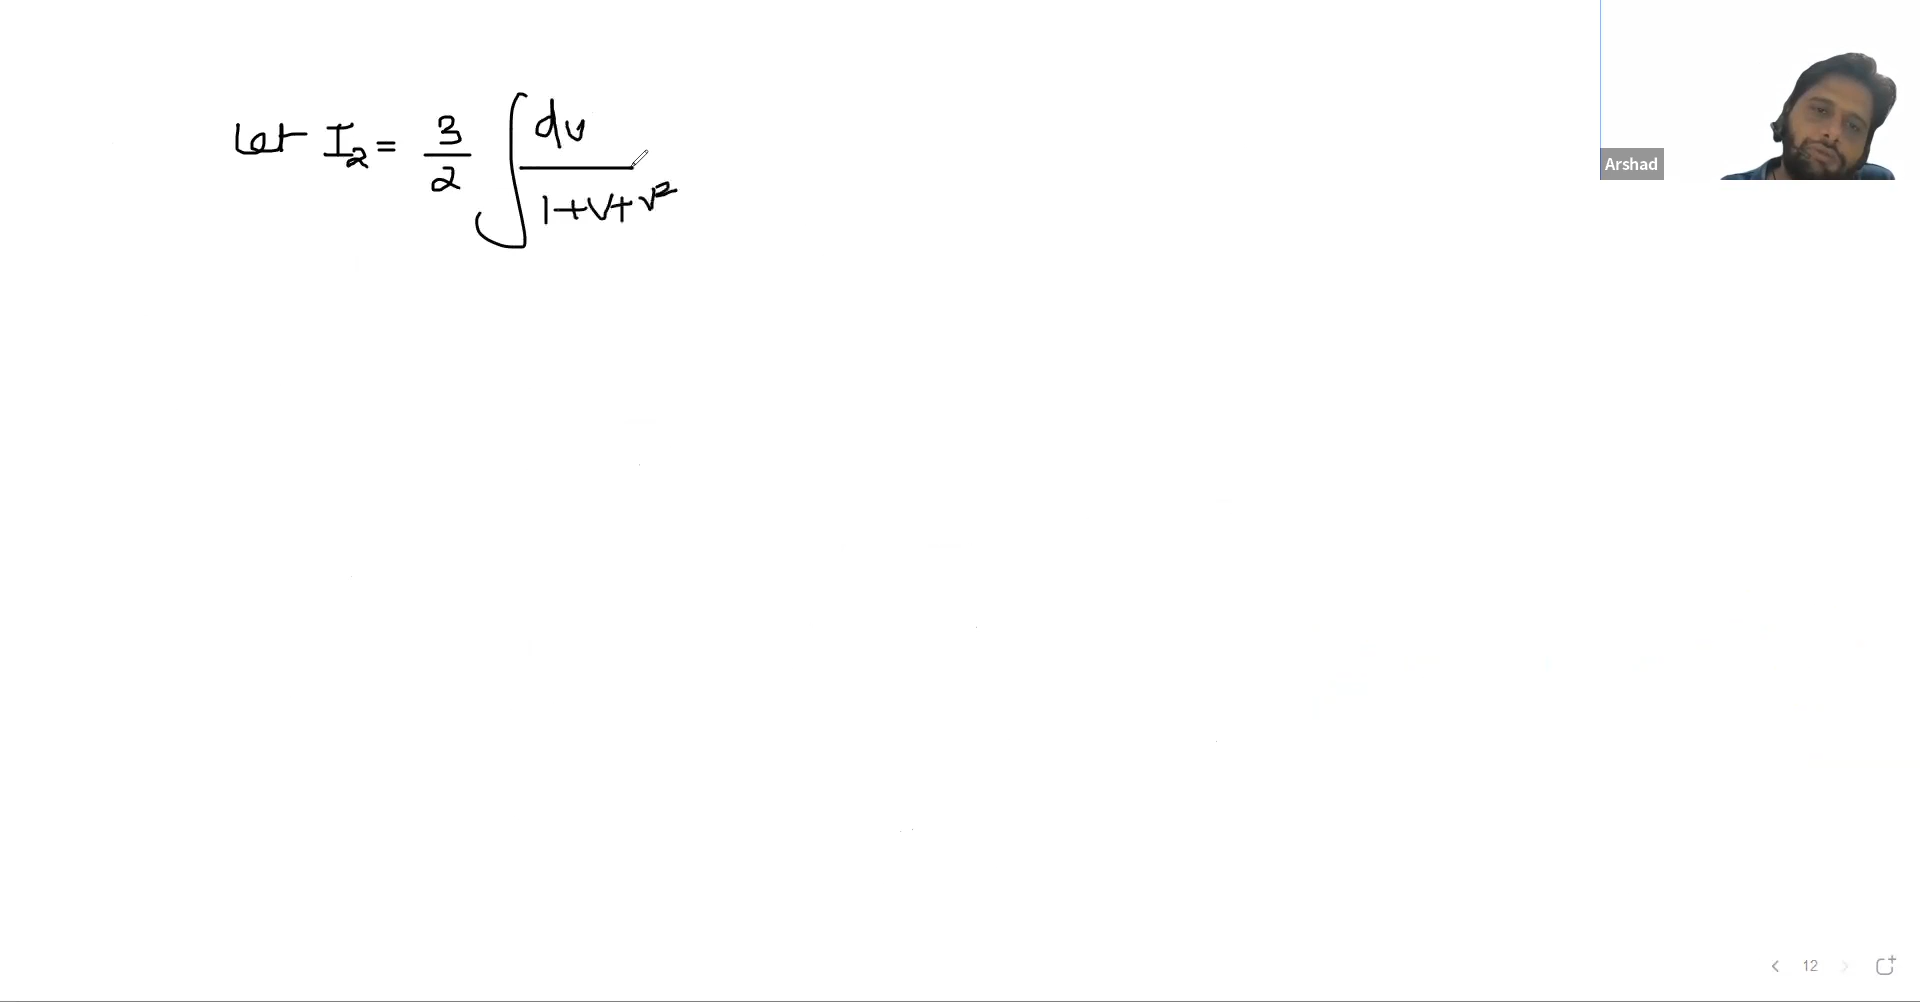 Let I₂ = 3/2 ∫ dv/(1+v+v²)
Arshad
12